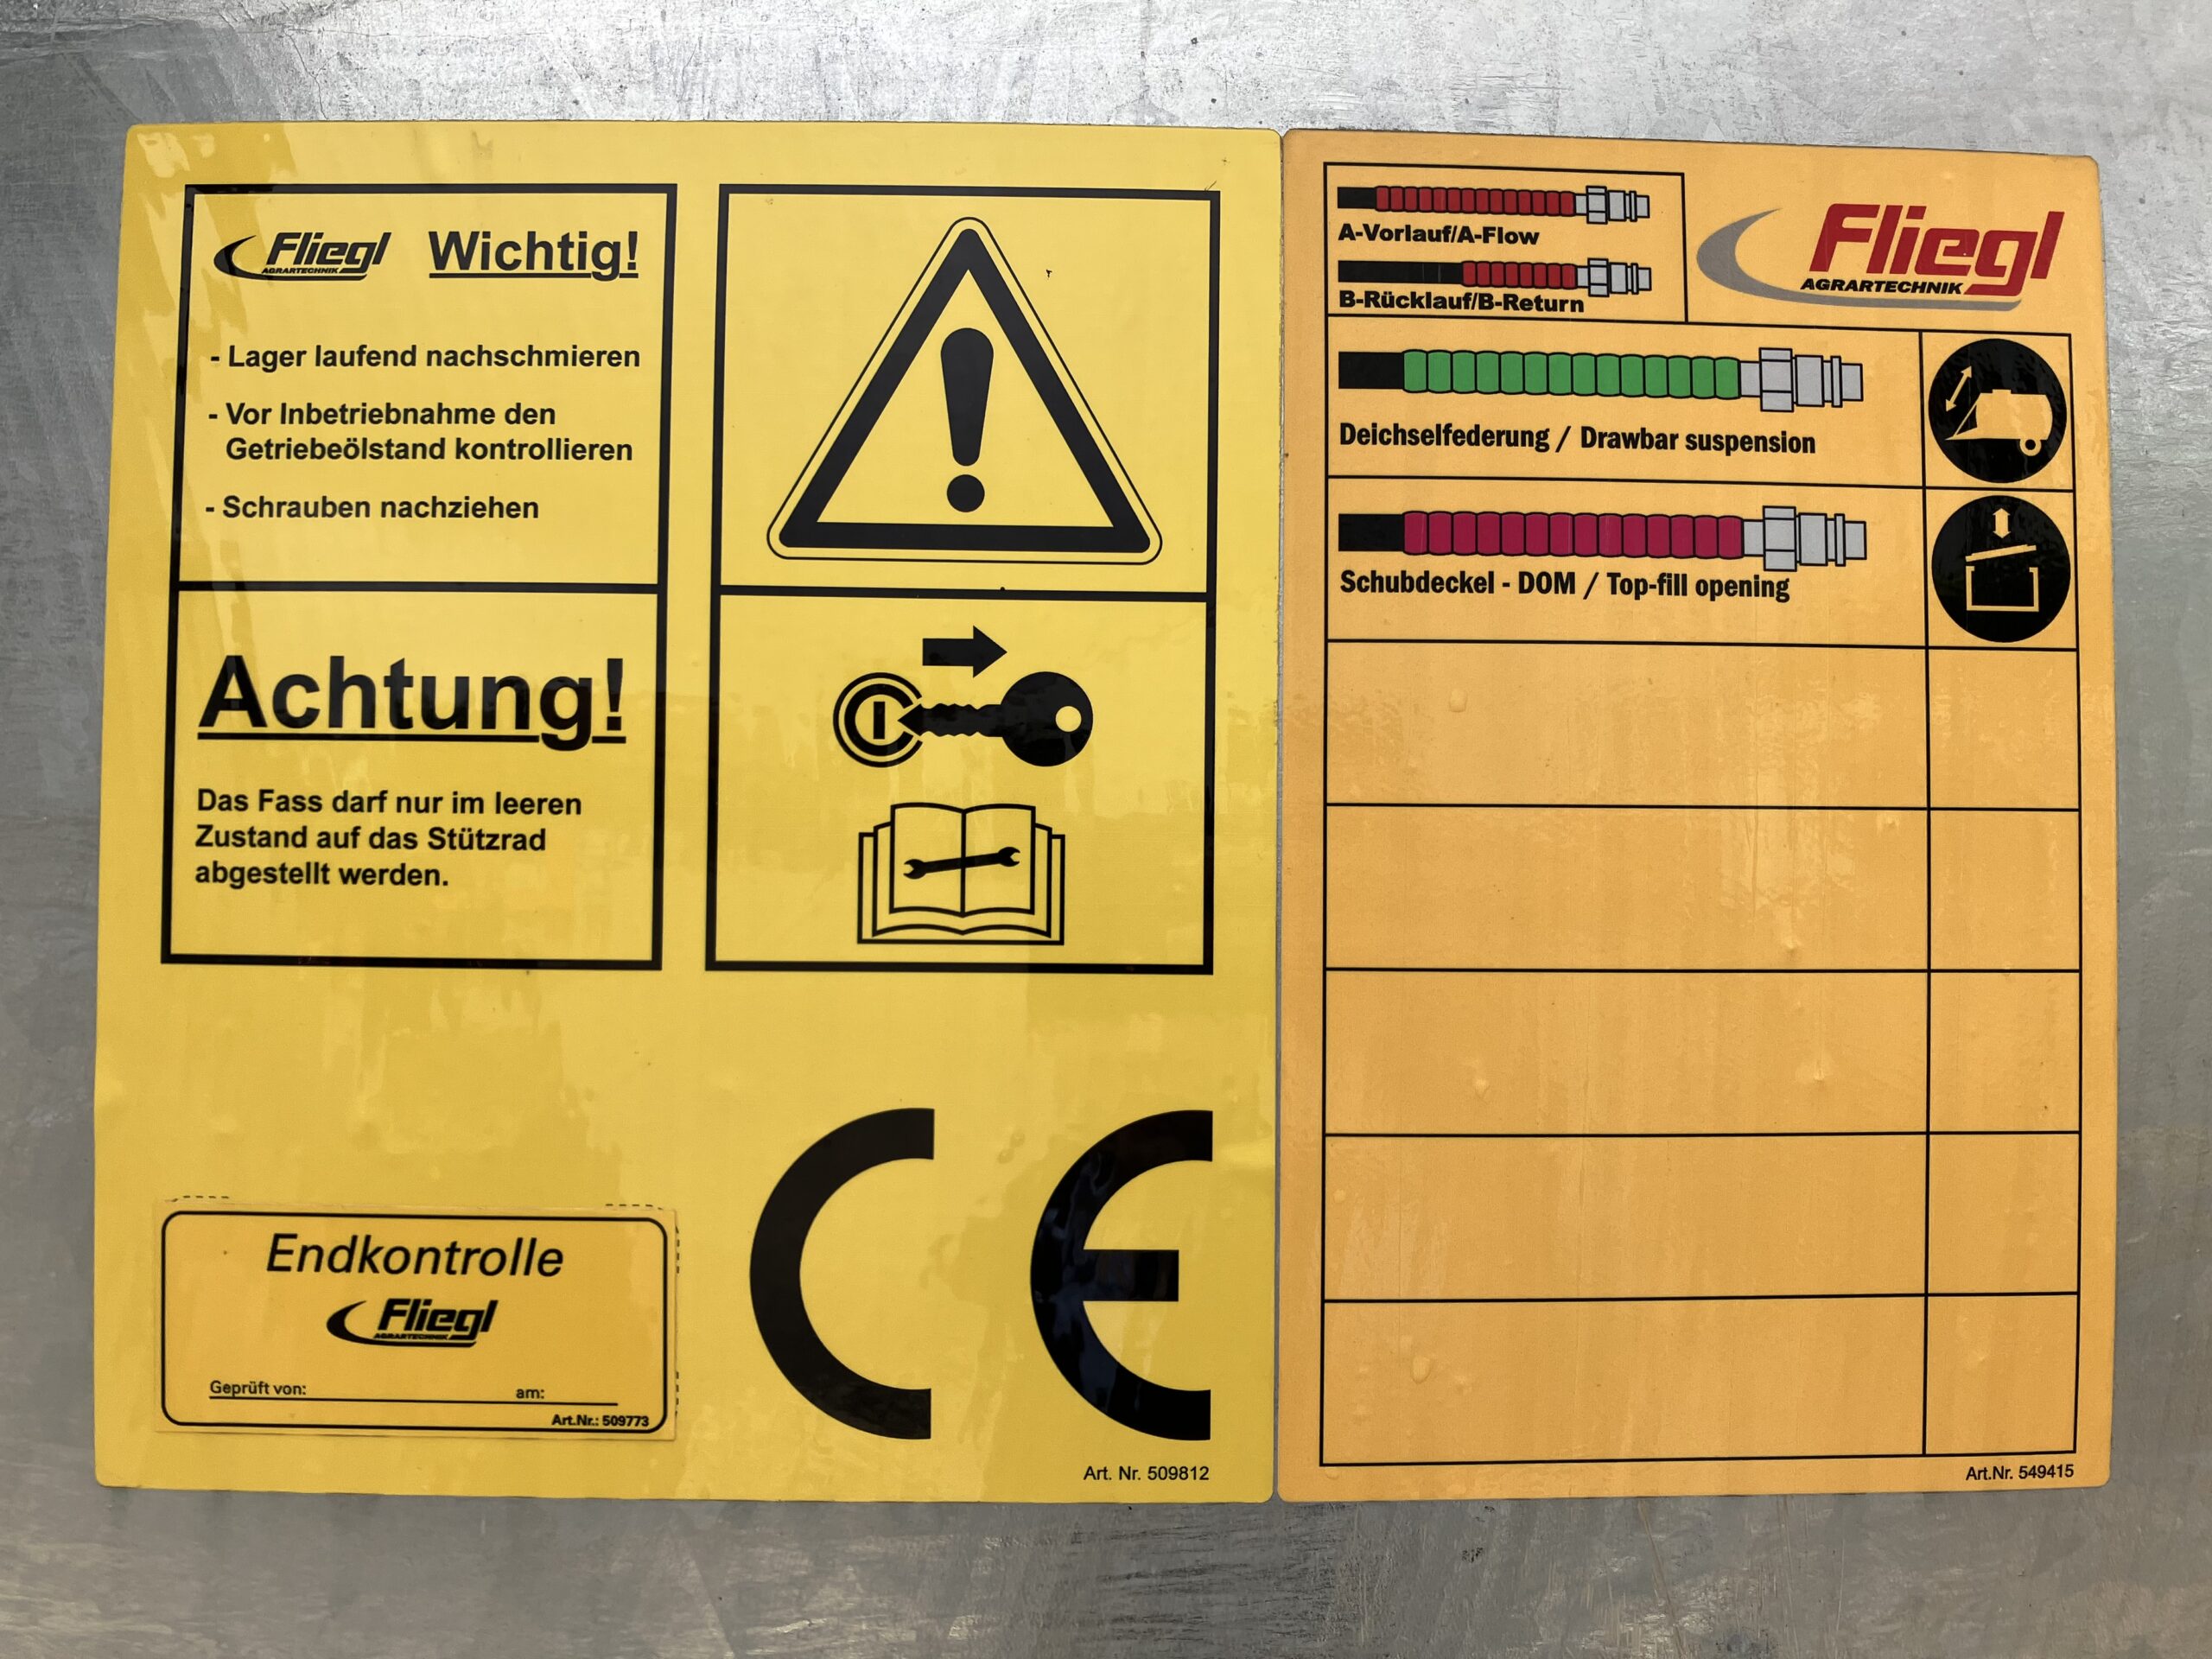 Fliegl
AGRARTECHNIK
Wichtig!
- Lager laufend nachschmieren
- Vor Inbetriebnahme den
Getriebeölstand kontrollieren
- Schrauben nachziehen
Achtung!
Das Fass darf nur im leeren
Zustand auf das Stützrad
abgestellt werden.
Endkontrolle
Fliegl
AGRARTECHNIK
Geprüft von: am:
Art.Nr.: 509773
CE
Art. Nr. 509812
A-Vorlauf/A-Flow
B-Rücklauf/B-Return
Fliegl
AGRARTECHNIK
Deichselfederung / Drawbar suspension
Schubdeckel - DOM / Top-fill opening
Art.Nr. 549415